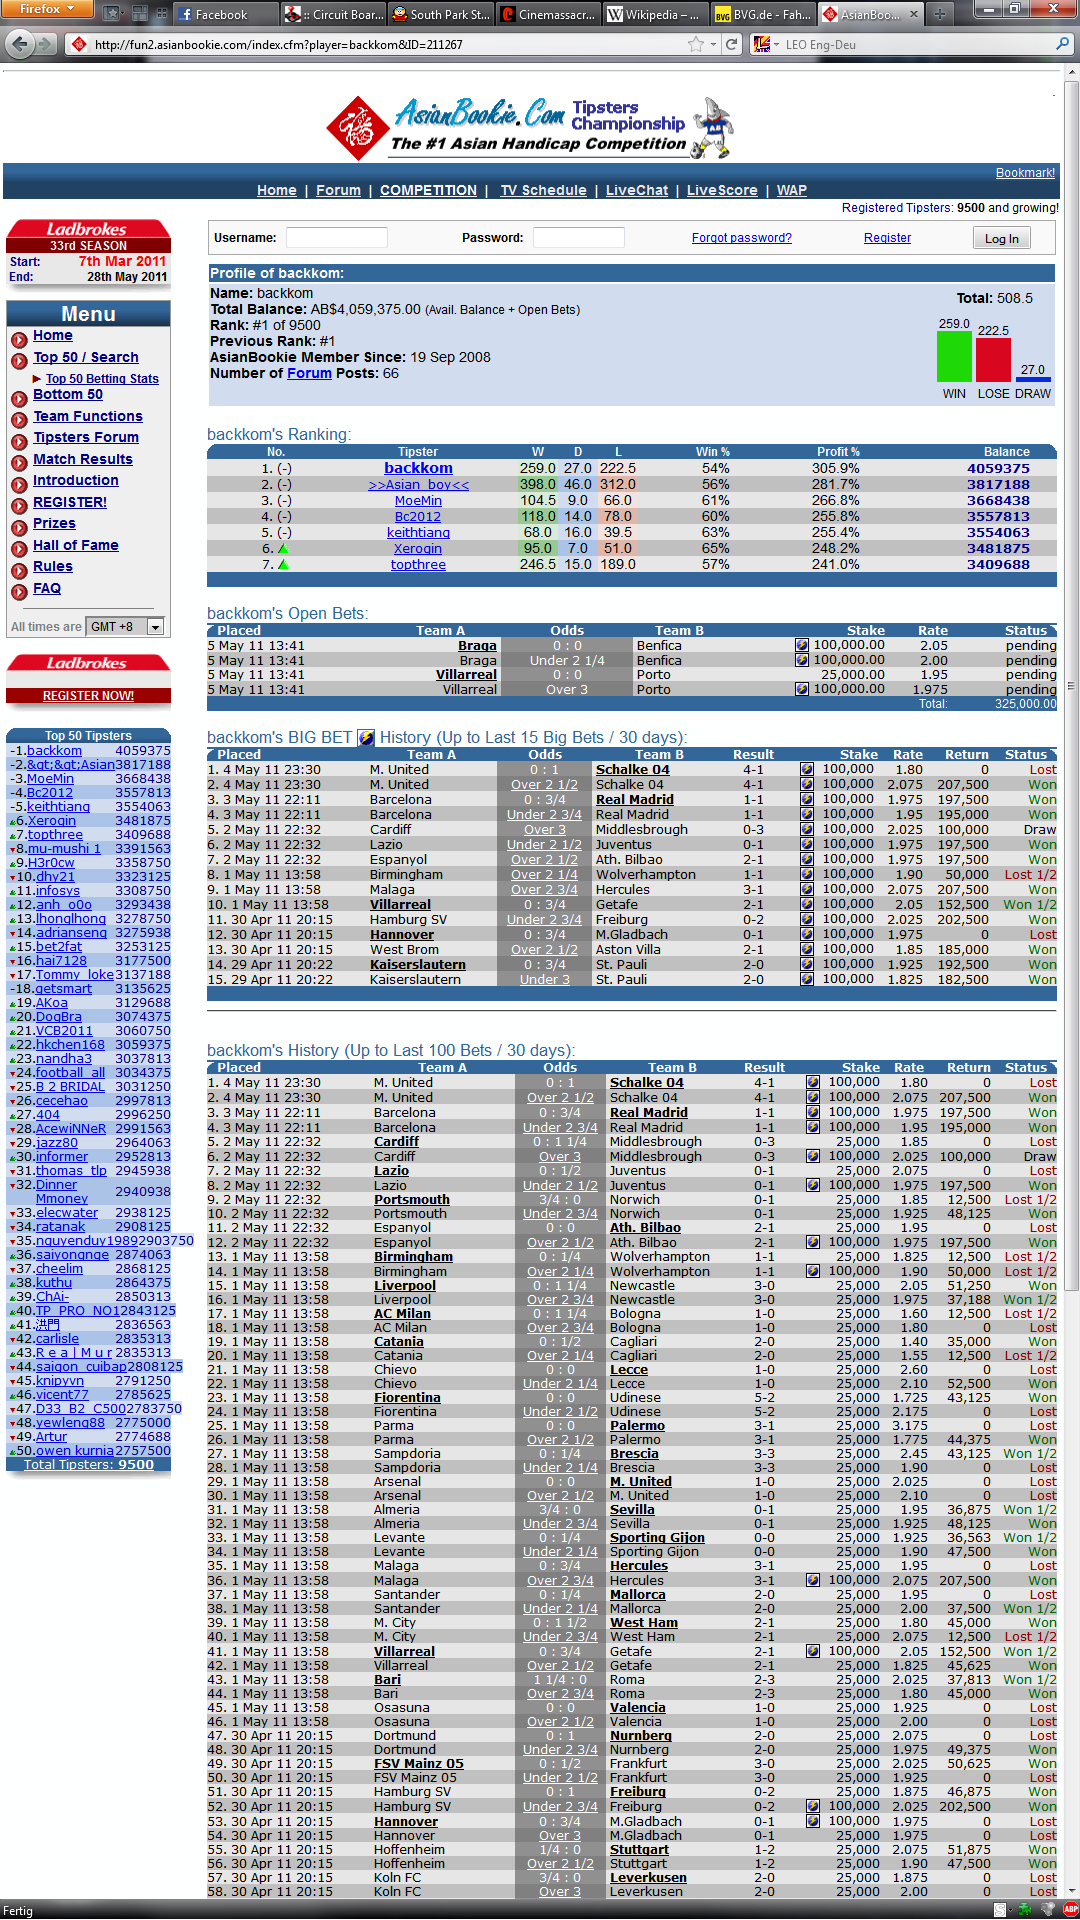 Firefox
Facebook
:: Circuit Boar...
South Park St...
Cinemassacr...
Wikipedia – ...
BVG.de - Fah...
AsianBoo...
http://fun2.asianbookie.com/index.cfm?player=backkom&ID=211267
LEO Eng-Deu
AsianBookie.Com Tipsters Championship
The #1 Asian Handicap Competition
Bookmark!
Home | Forum | COMPETITION | TV Schedule | LiveChat | LiveScore | WAP
Registered Tipsters: 9500 and growing!
Ladbrokes
33rd SEASON
Start: 7th Mar 2011
End: 28th May 2011
Username: Password: Forgot password? Register Log In
Menu
Home
Top 50 / Search
Top 50 Betting Stats
Bottom 50
Team Functions
Tipsters Forum
Match Results
Introduction
REGISTER!
Prizes
Hall of Fame
Rules
FAQ
All times are GMT +8
Ladbrokes
REGISTER NOW!
Top 50 Tipsters
-1.backkom 4059375
-2.&gt;&gt;Asian 3817188
-3.MoeMin 3668438
-4.Bc2012 3557813
-5.keithtiang 3554063
6.Xeroqin 3481875
7.topthree 3409688
8.mu-mushi 1 3391563
9.H3r0cw 3358750
10.dhy21 3323125
11.infosys 3308750
12.anh_o0o 3293438
13.lhonglhong 3278750
14.adrianseng 3275938
15.bet2fat 3253125
16.hai7128 3177500
17.Tommy_loke 3137188
-18.getsmart 3135625
19.AKoa 3129688
20.DogBra 3074375
21.VCB2011 3060750
22.hkchen168 3059375
23.nandha3 3037813
24.football_all 3034375
25.B 2 BRIDAL 3031250
26.cecehao 2997813
27.404 2996250
28.AcewiNNeR 2991563
29.jazz80 2964063
30.informer 2952813
31.thomas_tlp 2945938
32.Dinner Mmoney 2940938
33.elecwater 2938125
34.ratanak 2908125
35.nguyenduy1989 2903750
36.saiyongnge 2874063
37.cheelim 2868125
38.kuthu 2864375
39.ChAi- 2850313
40.TP_PRO_NO1 2843125
41.洪門 2836563
42.carlisle 2835313
43.R e a l M u r 2835313
44.saigon_cuibap 2808125
45.knipyvn 2791250
46.vicent77 2785625
47.D33_B2_C500 2783750
48.yewleng88 2775000
49.Artur 2774688
50.owen kurnia 2757500
Total Tipsters: 9500
Profile of backkom:
Name: backkom
Total Balance: AB$4,059,375.00 (Avail. Balance + Open Bets)
Rank: #1 of 9500
Previous Rank: #1
AsianBookie Member Since: 19 Sep 2008
Number of Forum Posts: 66
Total: 508.5
259.0 222.5 27.0
WIN LOSE DRAW
backkom's Ranking:
No. Tipster W D L Win % Profit % Balance
1. (-) backkom 259.0 27.0 222.5 54% 305.9% 4059375
2. (-) >>Asian_boy<< 398.0 46.0 312.0 56% 281.7% 3817188
3. (-) MoeMin 104.5 9.0 66.0 61% 266.8% 3668438
4. (-) Bc2012 118.0 14.0 78.0 60% 255.8% 3557813
5. (-) keithtiang 68.0 16.0 39.5 63% 255.4% 3554063
6. Xeroqin 95.0 7.0 51.0 65% 248.2% 3481875
7. topthree 246.5 15.0 189.0 57% 241.0% 3409688
backkom's Open Bets:
Placed Team A Odds Team B Stake Rate Status
5 May 11 13:41 Braga 0 : 0 Benfica 100,000.00 2.05 pending
5 May 11 13:41 Braga Under 2 1/4 Benfica 100,000.00 2.00 pending
5 May 11 13:41 Villarreal 0 : 0 Porto 25,000.00 1.95 pending
5 May 11 13:41 Villarreal Over 3 Porto 100,000.00 1.975 pending
Total: 325,000.00
backkom's BIG BET History (Up to Last 15 Big Bets / 30 days):
Placed Team A Odds Team B Result Stake Rate Return Status
1. 4 May 11 23:30 M. United 0 : 1 Schalke 04 4-1 100,000 1.80 0 Lost
2. 4 May 11 23:30 M. United Over 2 1/2 Schalke 04 4-1 100,000 2.075 207,500 Won
3. 3 May 11 22:11 Barcelona 0 : 3/4 Real Madrid 1-1 100,000 1.975 197,500 Won
4. 3 May 11 22:11 Barcelona Under 2 3/4 Real Madrid 1-1 100,000 1.95 195,000 Won
5. 2 May 11 22:32 Cardiff Over 3 Middlesbrough 0-3 100,000 2.025 100,000 Draw
6. 2 May 11 22:32 Lazio Under 2 1/2 Juventus 0-1 100,000 1.975 197,500 Won
7. 2 May 11 22:32 Espanyol Over 2 1/2 Ath. Bilbao 2-1 100,000 1.975 197,500 Won
8. 1 May 11 13:58 Birmingham Over 2 1/4 Wolverhampton 1-1 100,000 1.90 50,000 Lost 1/2
9. 1 May 11 13:58 Malaga Over 2 3/4 Hercules 3-1 100,000 2.075 207,500 Won
10. 1 May 11 13:58 Villarreal 0 : 3/4 Getafe 2-1 100,000 2.05 152,500 Won 1/2
11. 30 Apr 11 20:15 Hamburg SV Under 2 3/4 Freiburg 0-2 100,000 2.025 202,500 Won
12. 30 Apr 11 20:15 Hannover 0 : 3/4 M.Gladbach 0-1 100,000 1.975 0 Lost
13. 30 Apr 11 20:15 West Brom Over 2 1/2 Aston Villa 2-1 100,000 1.85 185,000 Won
14. 29 Apr 11 20:22 Kaiserslautern 0 : 3/4 St. Pauli 2-0 100,000 1.925 192,500 Won
15. 29 Apr 11 20:22 Kaiserslautern Under 3 St. Pauli 2-0 100,000 1.825 182,500 Won
backkom's History (Up to Last 100 Bets / 30 days):
Placed Team A Odds Team B Result Stake Rate Return Status
1. 4 May 11 23:30 M. United 0 : 1 Schalke 04 4-1 100,000 1.80 0 Lost
2. 4 May 11 23:30 M. United Over 2 1/2 Schalke 04 4-1 100,000 2.075 207,500 Won
3. 3 May 11 22:11 Barcelona 0 : 3/4 Real Madrid 1-1 100,000 1.975 197,500 Won
4. 3 May 11 22:11 Barcelona Under 2 3/4 Real Madrid 1-1 100,000 1.95 195,000 Won
5. 2 May 11 22:32 Cardiff 0 : 1 1/4 Middlesbrough 0-3 25,000 1.85 0 Lost
6. 2 May 11 22:32 Cardiff Over 3 Middlesbrough 0-3 100,000 2.025 100,000 Draw
7. 2 May 11 22:32 Lazio 0 : 1/2 Juventus 0-1 25,000 2.075 0 Lost
8. 2 May 11 22:32 Lazio Under 2 1/2 Juventus 0-1 100,000 1.975 197,500 Won
9. 2 May 11 22:32 Portsmouth 3/4 : 0 Norwich 0-1 25,000 1.85 12,500 Lost 1/2
10. 2 May 11 22:32 Portsmouth Under 2 3/4 Norwich 0-1 25,000 1.925 48,125 Won
11. 2 May 11 22:32 Espanyol 0 : 0 Ath. Bilbao 2-1 25,000 1.95 0 Lost
12. 2 May 11 22:32 Espanyol Over 2 1/2 Ath. Bilbao 2-1 100,000 1.975 197,500 Won
13. 1 May 11 13:58 Birmingham 0 : 1/4 Wolverhampton 1-1 25,000 1.825 12,500 Lost 1/2
14. 1 May 11 13:58 Birmingham Over 2 1/4 Wolverhampton 1-1 100,000 1.90 50,000 Lost 1/2
15. 1 May 11 13:58 Liverpool 0 : 1 1/4 Newcastle 3-0 25,000 2.05 51,250 Won
16. 1 May 11 13:58 Liverpool Over 2 3/4 Newcastle 3-0 25,000 1.975 37,188 Won 1/2
17. 1 May 11 13:58 AC Milan 0 : 1 1/4 Bologna 1-0 25,000 1.60 12,500 Lost 1/2
18. 1 May 11 13:58 AC Milan Over 2 3/4 Bologna 1-0 25,000 1.80 0 Lost
19. 1 May 11 13:58 Catania 0 : 1/2 Cagliari 2-0 25,000 1.40 35,000 Won
20. 1 May 11 13:58 Catania Over 2 1/4 Cagliari 2-0 25,000 1.55 12,500 Lost 1/2
21. 1 May 11 13:58 Chievo 0 : 0 Lecce 1-0 25,000 2.60 0 Lost
22. 1 May 11 13:58 Chievo Under 2 1/4 Lecce 1-0 25,000 2.10 52,500 Won
23. 1 May 11 13:58 Fiorentina 0 : 0 Udinese 5-2 25,000 1.725 43,125 Won
24. 1 May 11 13:58 Fiorentina Under 2 1/2 Udinese 5-2 25,000 2.175 0 Lost
25. 1 May 11 13:58 Parma 0 : 0 Palermo 3-1 25,000 3.175 0 Lost
26. 1 May 11 13:58 Parma Over 2 1/2 Palermo 3-1 25,000 1.775 44,375 Won
27. 1 May 11 13:58 Sampdoria 0 : 1/4 Brescia 3-3 25,000 2.45 43,125 Won 1/2
28. 1 May 11 13:58 Sampdoria Under 2 1/4 Brescia 3-3 25,000 1.90 0 Lost
29. 1 May 11 13:58 Arsenal 0 : 0 M. United 1-0 25,000 2.025 0 Lost
30. 1 May 11 13:58 Arsenal Over 2 1/2 M. United 1-0 25,000 2.10 0 Lost
31. 1 May 11 13:58 Almeria 3/4 : 0 Sevilla 0-1 25,000 1.95 36,875 Won 1/2
32. 1 May 11 13:58 Almeria Under 2 3/4 Sevilla 0-1 25,000 1.925 48,125 Won
33. 1 May 11 13:58 Levante 0 : 1/4 Sporting Gijon 0-0 25,000 1.925 36,563 Won 1/2
34. 1 May 11 13:58 Levante Under 2 1/4 Sporting Gijon 0-0 25,000 1.90 47,500 Won
35. 1 May 11 13:58 Malaga 0 : 3/4 Hercules 3-1 25,000 1.95 0 Lost
36. 1 May 11 13:58 Malaga Over 2 3/4 Hercules 3-1 100,000 2.075 207,500 Won
37. 1 May 11 13:58 Santander 0 : 1/4 Mallorca 2-0 25,000 1.95 0 Lost
38. 1 May 11 13:58 Santander Under 2 1/4 Mallorca 2-0 25,000 2.00 37,500 Won 1/2
39. 1 May 11 13:58 M. City 0 : 1 1/2 West Ham 2-1 25,000 1.80 45,000 Won
40. 1 May 11 13:58 M. City Under 2 3/4 West Ham 2-1 25,000 2.075 12,500 Lost 1/2
41. 1 May 11 13:58 Villarreal 0 : 3/4 Getafe 2-1 100,000 2.05 152,500 Won 1/2
42. 1 May 11 13:58 Villarreal Over 2 1/2 Getafe 2-1 25,000 1.825 45,625 Won
43. 1 May 11 13:58 Bari 1 1/4 : 0 Roma 2-3 25,000 2.025 37,813 Won 1/2
44. 1 May 11 13:58 Bari Over 2 3/4 Roma 2-3 25,000 1.80 45,000 Won
45. 1 May 11 13:58 Osasuna 0 : 0 Valencia 1-0 25,000 1.925 0 Lost
46. 1 May 11 13:58 Osasuna Over 2 1/2 Valencia 1-0 25,000 2.00 0 Lost
47. 30 Apr 11 20:15 Dortmund 0 : 1 Nurnberg 2-0 25,000 2.075 0 Lost
48. 30 Apr 11 20:15 Dortmund Under 2 3/4 Nurnberg 2-0 25,000 1.975 49,375 Won
49. 30 Apr 11 20:15 FSV Mainz 05 0 : 1/2 Frankfurt 3-0 25,000 2.025 50,625 Won
50. 30 Apr 11 20:15 FSV Mainz 05 Under 2 1/2 Frankfurt 3-0 25,000 1.925 0 Lost
51. 30 Apr 11 20:15 Hamburg SV 0 : 1 Freiburg 0-2 25,000 1.875 46,875 Won
52. 30 Apr 11 20:15 Hamburg SV Under 2 3/4 Freiburg 0-2 100,000 2.025 202,500 Won
53. 30 Apr 11 20:15 Hannover 0 : 3/4 M.Gladbach 0-1 100,000 1.975 0 Lost
54. 30 Apr 11 20:15 Hannover Over 3 M.Gladbach 0-1 25,000 1.975 0 Lost
55. 30 Apr 11 20:15 Hoffenheim 1/4 : 0 Stuttgart 1-2 25,000 2.075 51,875 Won
56. 30 Apr 11 20:15 Hoffenheim Over 2 1/2 Stuttgart 1-2 25,000 1.90 47,500 Won
57. 30 Apr 11 20:15 Koln FC 3/4 : 0 Leverkusen 2-0 25,000 1.875 0 Lost
58. 30 Apr 11 20:15 Koln FC Over 3 Leverkusen 2-0 25,000 2.00 0 Lost
Fertig
ABP